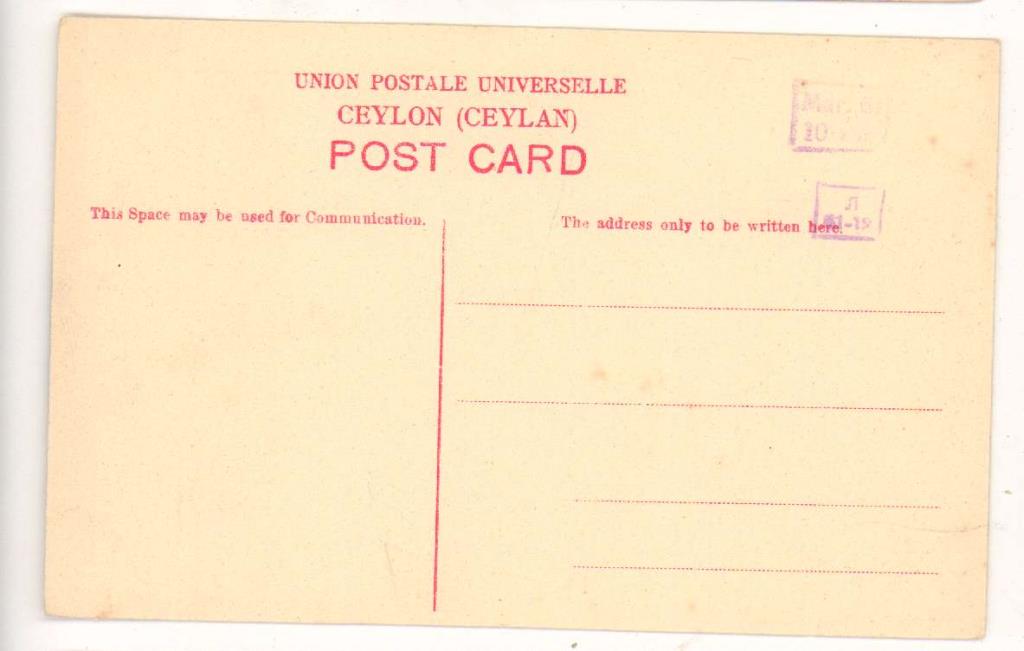 UNION POSTALE UNIVERSELLE
CEYLON (CEYLAN)
POST CARD
This Space may be used for Communication.
The address only to be written here.